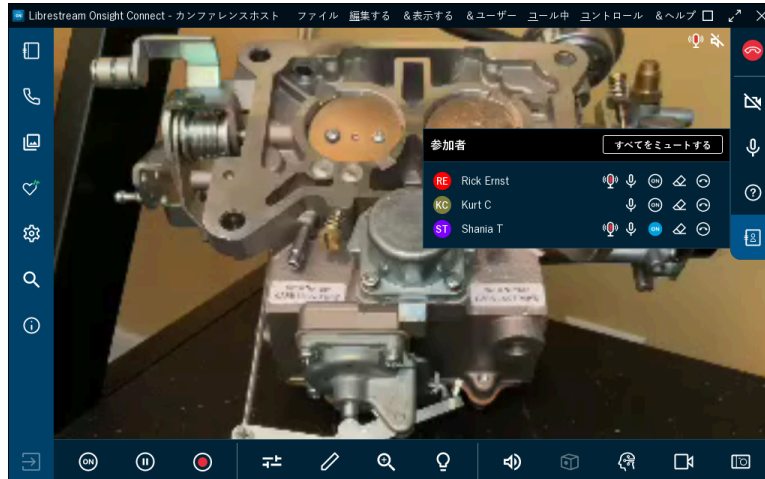 Librestream Onsight Connect - カンファレンスホスト ファイル 編集する &表示する &ユーザー コール中 コントロール &ヘルプ
参加者 すべてをミュートする
RE Rick Ernst ON
KC Kurt C ON
ST Shania T ON
ON